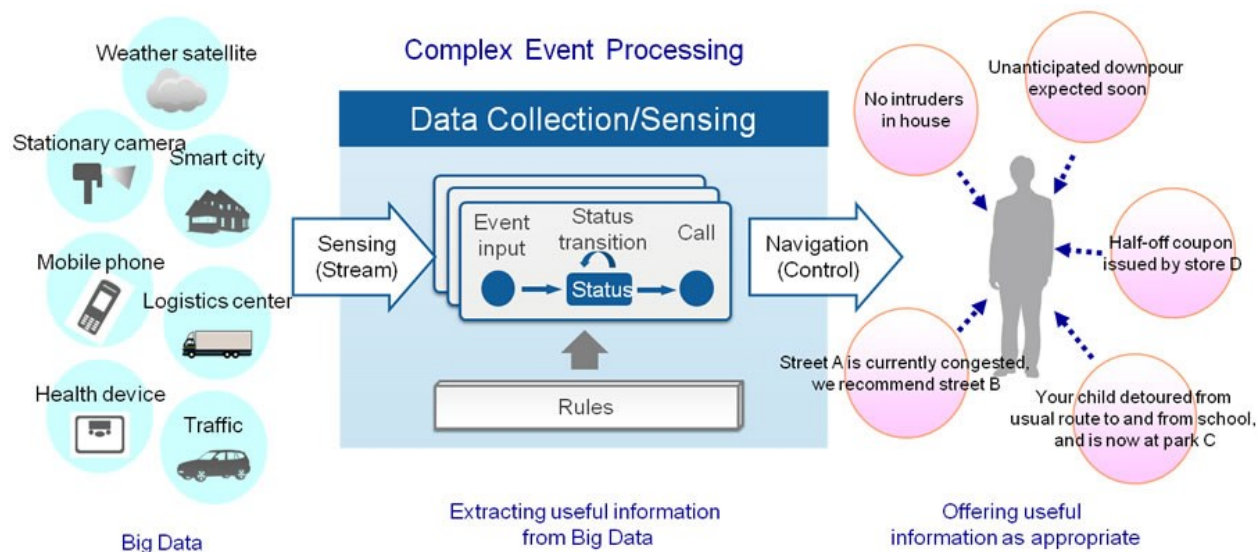 Weather satellite
Stationary camera
Smart city
Mobile phone
Logistics center
Health device
Traffic
Big Data
Complex Event Processing
Data Collection/Sensing
Sensing
(Stream)
Event
input
Status
transition
Call
Status
Rules
Navigation
(Control)
Extracting useful information
from Big Data
No intruders
in house
Unanticipated downpour
expected soon
Half-off coupon
issued by store D
Street A is currently congested,
we recommend street B
Your child detoured from
usual route to and from school,
and is now at park C
Offering useful
information as appropriate